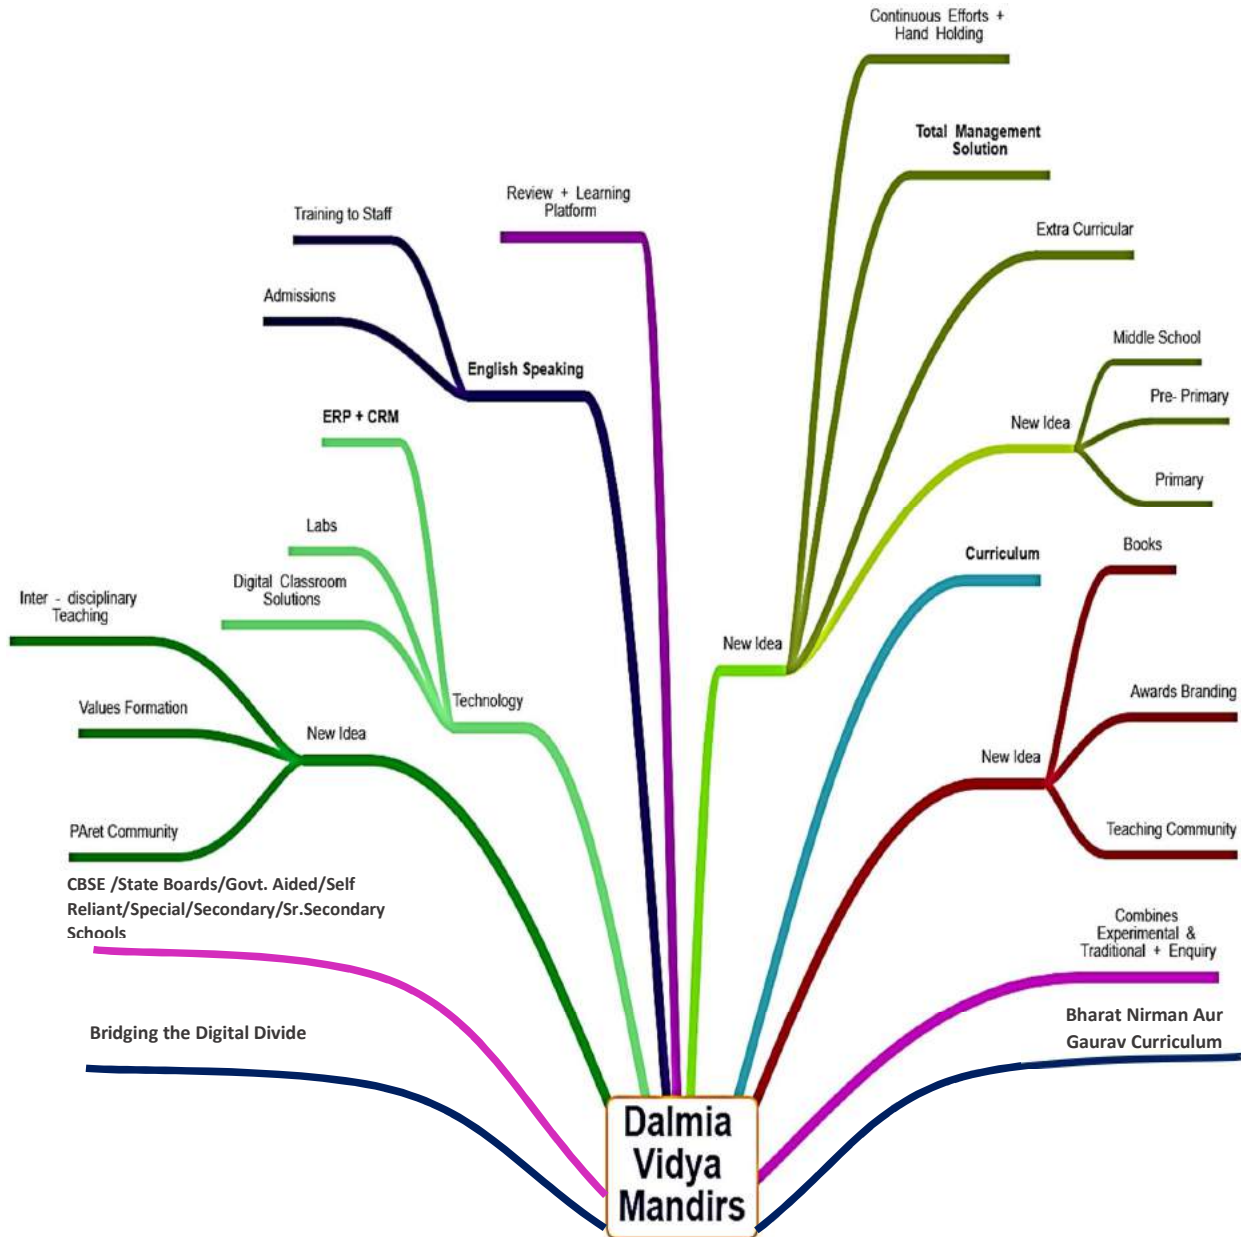 Continuous Efforts +
Hand Holding
Total Management
Solution
Review + Learning
Platform
Training to Staff
Extra Curricular
Admissions
Middle School
English Speaking
Pre- Primary
ERP + CRM
New Idea
Primary
Labs
Curriculum
Books
Digital Classroom
Solutions
Inter - disciplinary
Teaching
New Idea
Technology
Values Formation
Awards Branding
New Idea
New Idea
PAret Community
Teaching Community
CBSE /State Boards/Govt. Aided/Self
Reliant/Special/Secondary/Sr.Secondary
Schools
Combines
Experimental &
Traditional + Enquiry
Bridging the Digital Divide
Bharat Nirman Aur
Gaurav Curriculum
Dalmia
Vidya
Mandirs